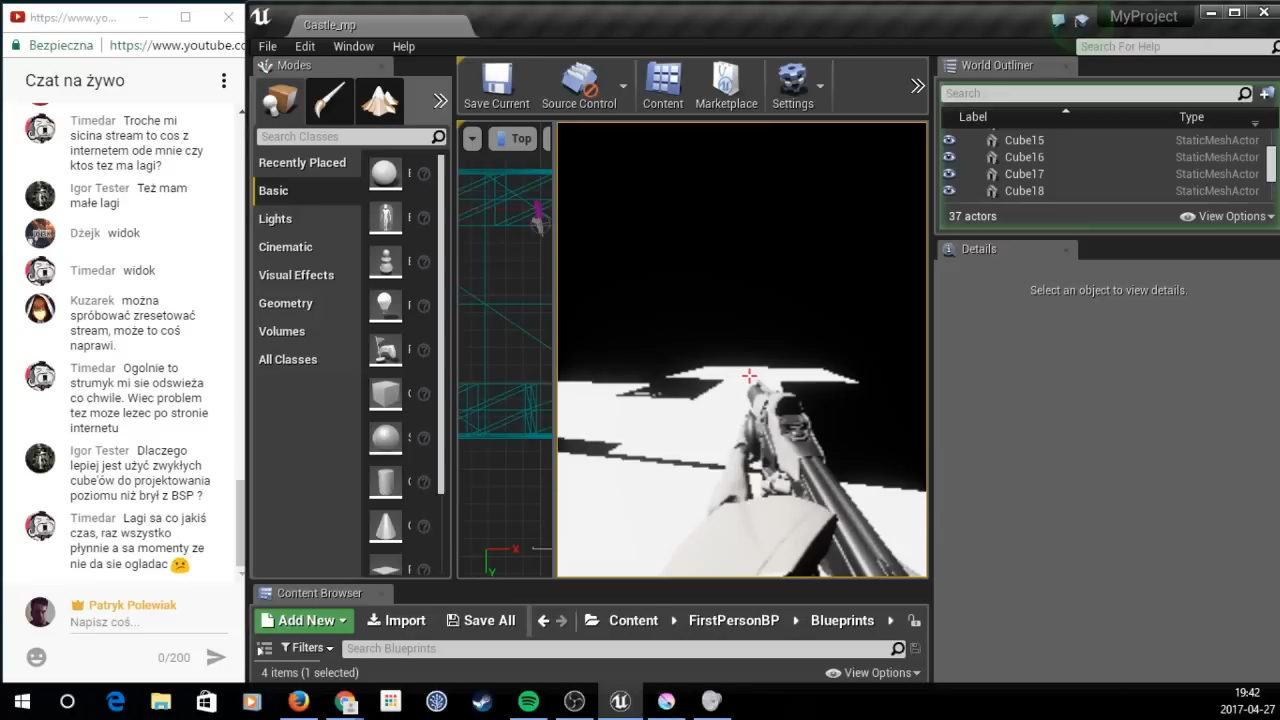 https://www.yo...
Bezpieczna
https://www.youtube.co
Czat na żywo
Timedar Troche mi
sicina stream to cos z
internetem ode mnie czy
ktos tez ma lagi?
Igor Tester Też mam
małe lagi
Dżejk widok
Timedar widok
Kuzarek można
spróbować zresetować
stream, może to coś
naprawi.
Timedar Ogolnie to
strumyk mi sie odswieża
co chwile. Wiec problem
tez moze lezec po stronie
internetu
Igor Tester Dlaczego
lepiej jest użyć zwykłych
cube'ów do projektowania
poziomu niż brył z BSP ?
Timedar Lagi sa co jakiś
czas, raz wszystko
płynnie a sa momenty ze
nie da sie ogladac
Patryk Polewiak
Napisz coś...
0/200
Castle_mp
MyProject
File Edit Window Help
Search For Help
Modes
Search Classes
Recently Placed
Basic
Lights
Cinematic
Visual Effects
Geometry
Volumes
All Classes
Save Current
Source Control
Content
Marketplace
Settings
Top
X
Y
World Outliner
Search...
Label Type
Cube15 StaticMeshActor
Cube16 StaticMeshActor
Cube17 StaticMeshActor
Cube18 StaticMeshActor
37 actors
View Options
Details
Select an object to view details.
Content Browser
Add New Import Save All Content FirstPersonBP Blueprints
Filters Search Blueprints
4 items (1 selected) View Options
19:42
2017-04-27